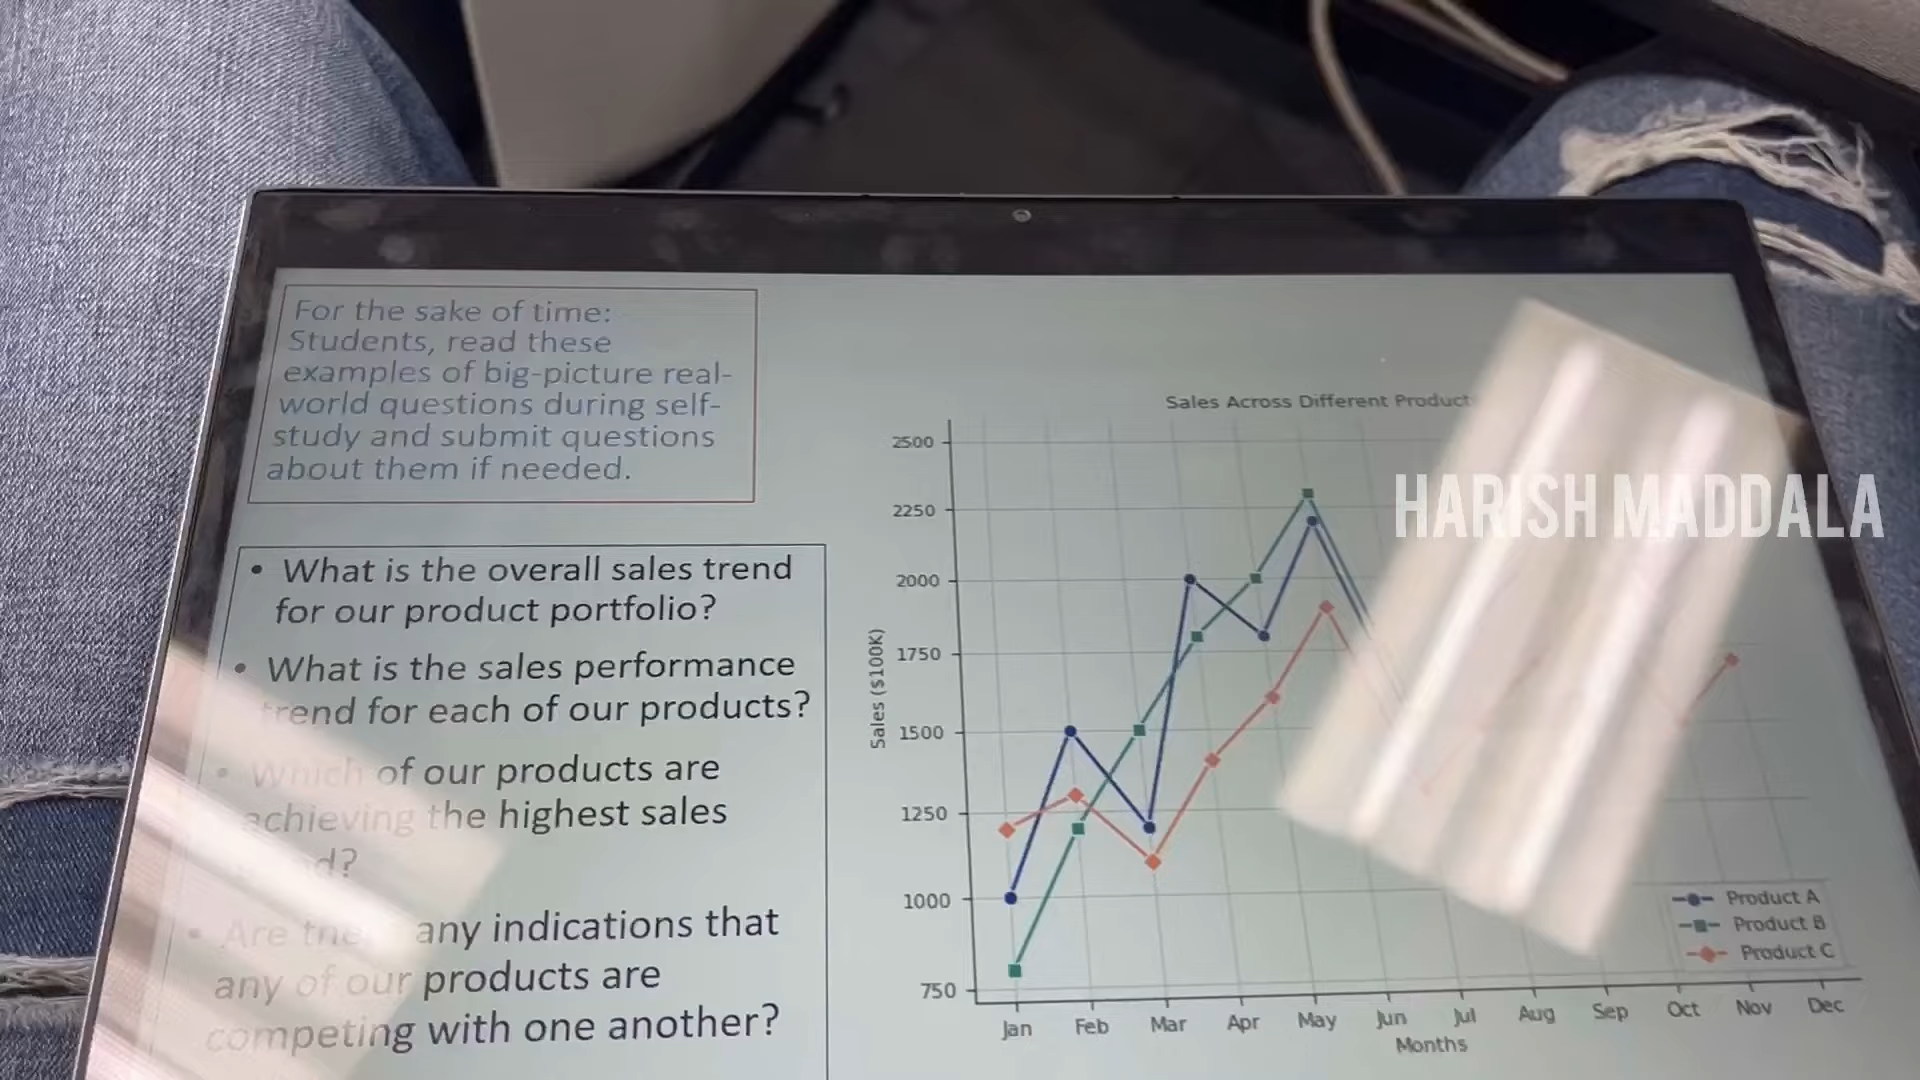 For the sake of time:
Students, read these
examples of big-picture real-
world questions during self-
study and submit questions
about them if needed.
• What is the overall sales trend
for our product portfolio?
• What is the sales performance
trend for each of our products?
• Which of our products are
achieving the highest sales
• Are there any indications that
any of our products are
competing with one another?
Sales Across Different Product
HARISH MADDALA
2500
2250
2000
1750
1500
1250
1000
750
Sales ($100K)
Product A
Product B
Product C
Jan Feb Mar Apr May Jun Jul Aug Sep Oct Nov Dec
Months